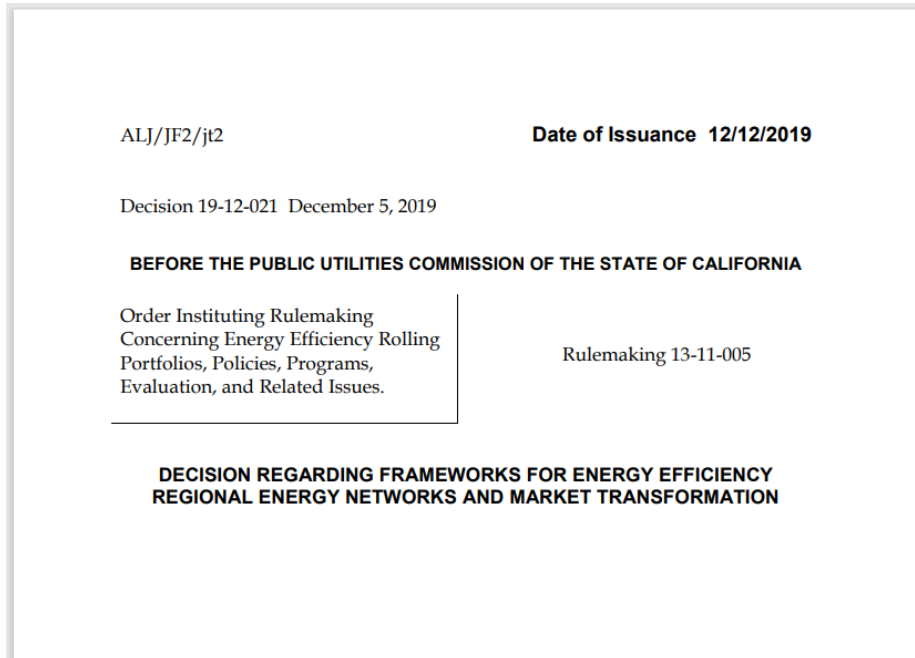 ALJ/JF2/jt2 Date of Issuance 12/12/2019
Decision 19-12-021 December 5, 2019
BEFORE THE PUBLIC UTILITIES COMMISSION OF THE STATE OF CALIFORNIA
Order Instituting Rulemaking
Concerning Energy Efficiency Rolling
Portfolios, Policies, Programs,
Evaluation, and Related Issues.
Rulemaking 13-11-005
DECISION REGARDING FRAMEWORKS FOR ENERGY EFFICIENCY
REGIONAL ENERGY NETWORKS AND MARKET TRANSFORMATION